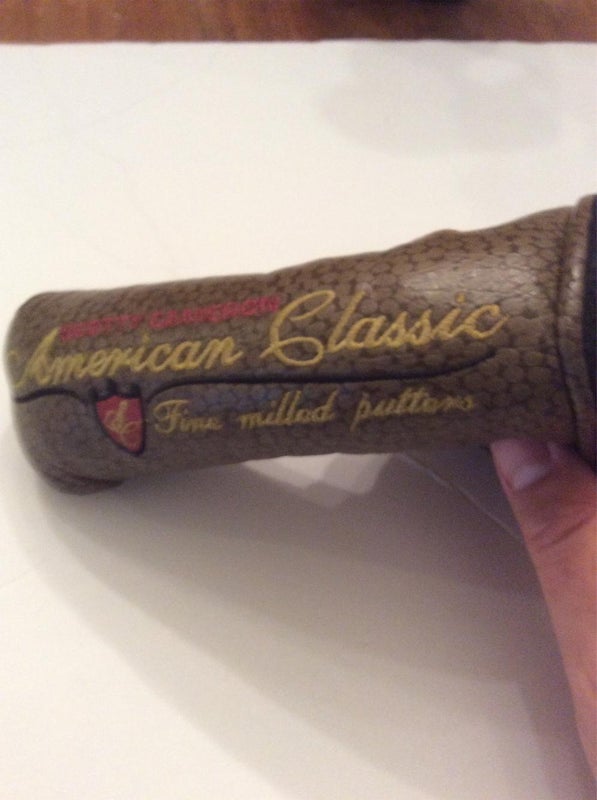 SCOTTY CAMERON
American Classic
Fine milled putters